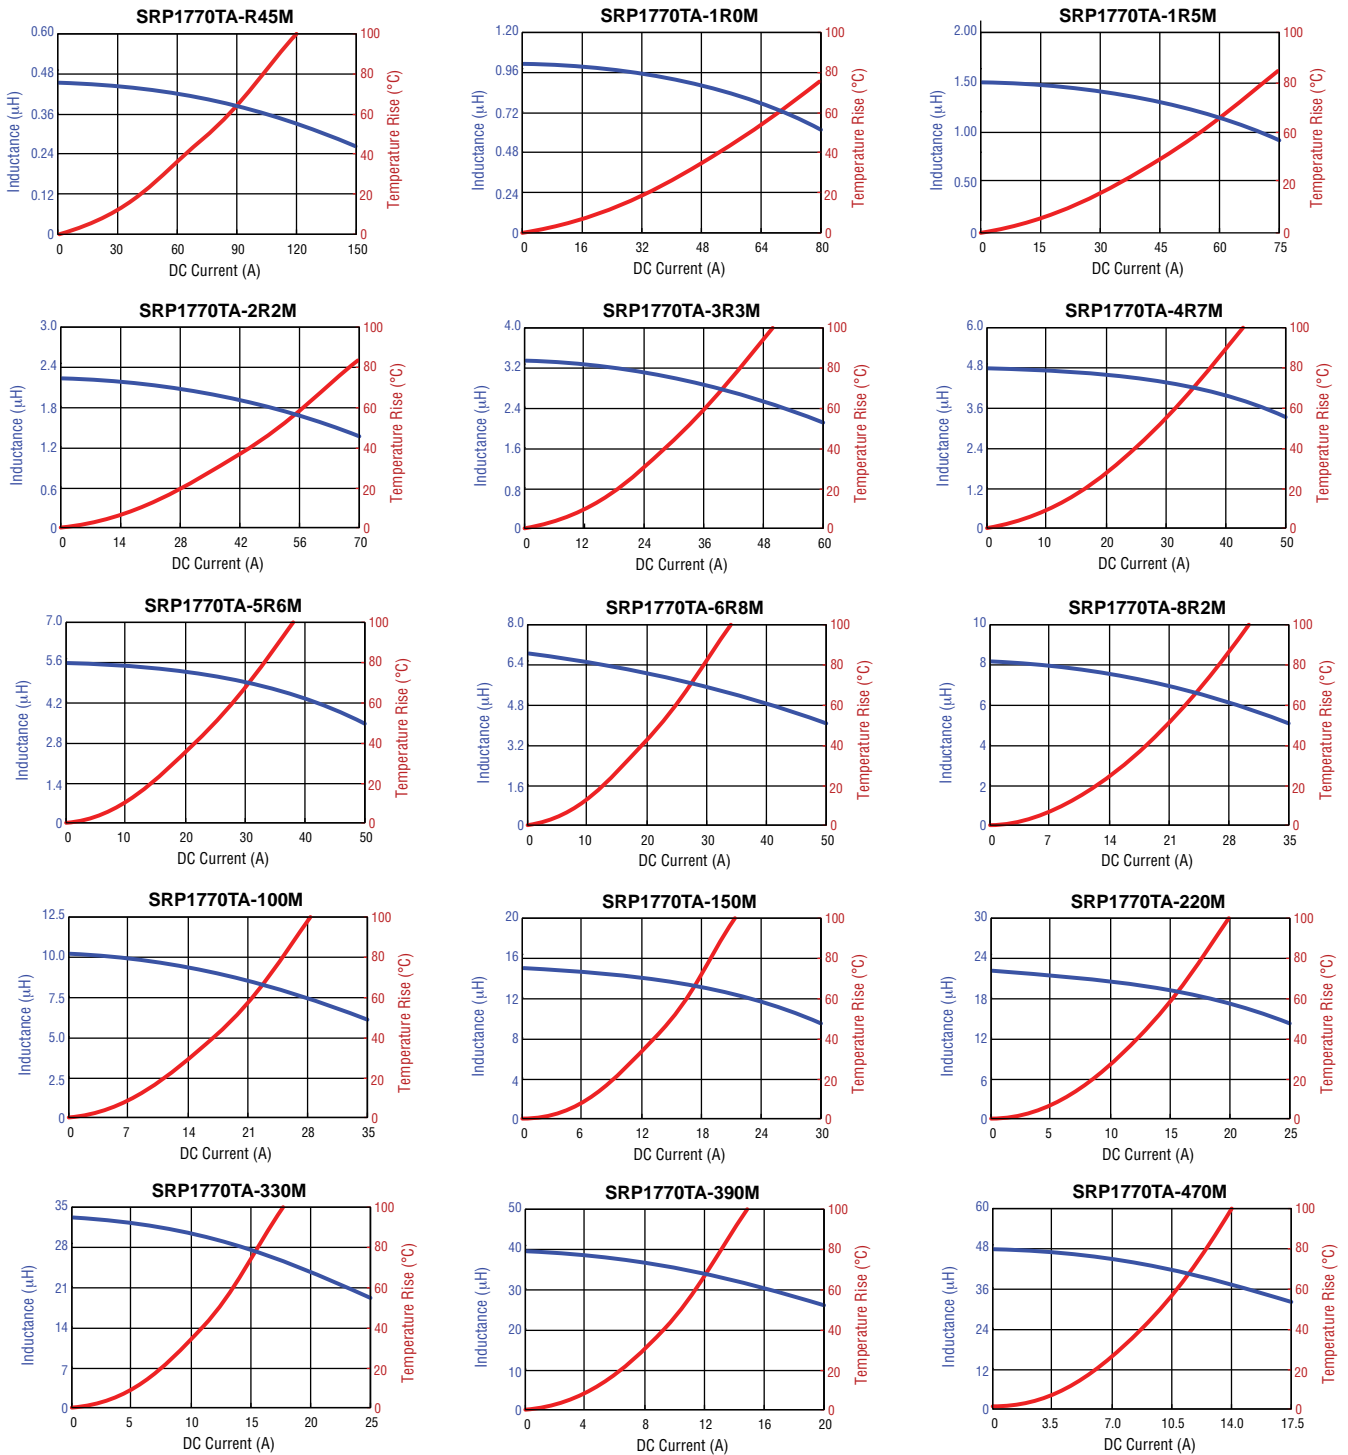 SRP1770TA-R45M
0.60
0.48
0.36
0.24
0.12
0
100
80
60
40
20
0
0 30 60 90 120 150
Inductance (μH)
Temperature Rise (°C)
DC Current (A)
SRP1770TA-1R0M
1.20
0.96
0.72
0.48
0.24
0
100
80
60
40
20
0
0 16 32 48 64 80
Inductance (μH)
Temperature Rise (°C)
DC Current (A)
SRP1770TA-1R5M
2.00
1.50
1.00
0.50
0
100
80
60
20
0
0 15 30 45 60 75
Inductance (μH)
Temperature Rise (°C)
DC Current (A)
SRP1770TA-2R2M
3.0
2.4
1.8
1.2
0.6
0
100
80
60
40
20
0
0 14 28 42 56 70
Inductance (μH)
Temperature Rise (°C)
DC Current (A)
SRP1770TA-3R3M
4.0
3.2
2.4
1.6
0.8
0
100
80
60
40
20
0
0 12 24 36 48 60
Inductance (μH)
Temperature Rise (°C)
DC Current (A)
SRP1770TA-4R7M
6.0
4.8
3.6
2.4
1.2
0
100
80
60
40
20
0
0 10 20 30 40 50
Inductance (μH)
Temperature Rise (°C)
DC Current (A)
SRP1770TA-5R6M
7.0
5.6
4.2
2.8
1.4
0
100
80
60
40
20
0
0 10 20 30 40 50
Inductance (μH)
Temperature Rise (°C)
DC Current (A)
SRP1770TA-6R8M
8.0
6.4
4.8
3.2
1.6
0
100
80
60
40
20
0
0 10 20 30 40 50
Inductance (μH)
Temperature Rise (°C)
DC Current (A)
SRP1770TA-8R2M
10
8
6
4
2
0
100
80
60
40
20
0
0 7 14 21 28 35
Inductance (μH)
Temperature Rise (°C)
DC Current (A)
SRP1770TA-100M
12.5
10.0
7.5
5.0
2.5
0
100
80
60
40
20
0
0 7 14 21 28 35
Inductance (μH)
Temperature Rise (°C)
DC Current (A)
SRP1770TA-150M
20
16
12
8
4
0
100
80
60
40
20
0
0 6 12 18 24 30
Inductance (μH)
Temperature Rise (°C)
DC Current (A)
SRP1770TA-220M
30
24
18
12
6
0
100
80
60
40
20
0
0 5 10 15 20 25
Inductance (μH)
Temperature Rise (°C)
DC Current (A)
SRP1770TA-330M
35
28
21
14
7
0
100
80
60
40
20
0
0 5 10 15 20 25
Inductance (μH)
Temperature Rise (°C)
DC Current (A)
SRP1770TA-390M
50
40
30
20
10
0
100
80
60
40
20
0
0 4 8 12 16 20
Inductance (μH)
Temperature Rise (°C)
DC Current (A)
SRP1770TA-470M
60
48
36
24
12
0
100
80
60
40
20
0
0 3.5 7.0 10.5 14.0 17.5
Inductance (μH)
Temperature Rise (°C)
DC Current (A)